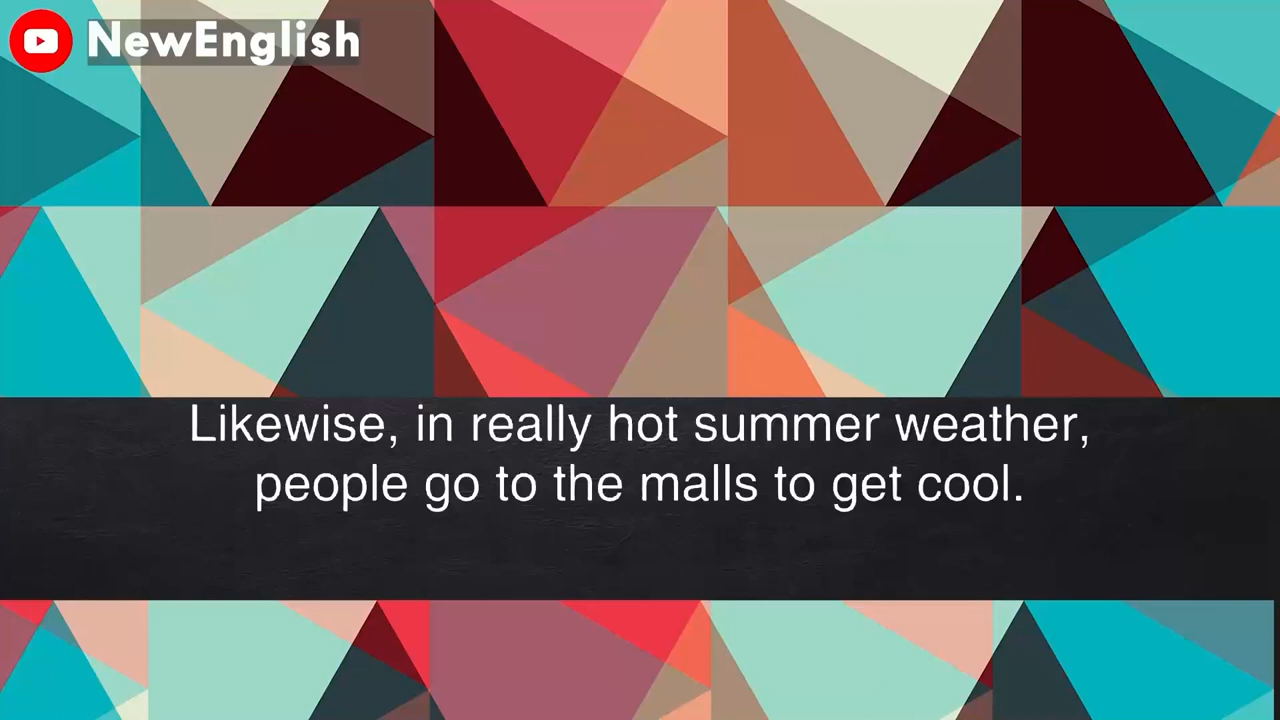 NewEnglish
Likewise, in really hot summer weather,
people go to the malls to get cool.